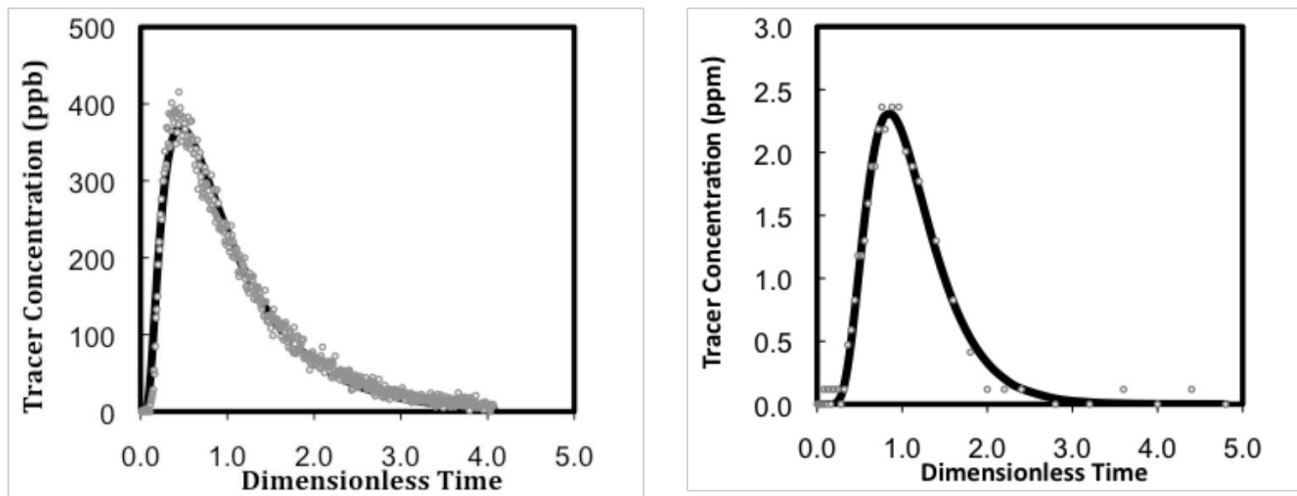 Tracer Concentration (ppb)
500
400
300
200
100
0
0.0 1.0 2.0 3.0 4.0 5.0
Dimensionless Time
Tracer Concentration (ppm)
3.0
2.5
2.0
1.5
1.0
0.5
0.0
0.0 1.0 2.0 3.0 4.0 5.0
Dimensionless Time